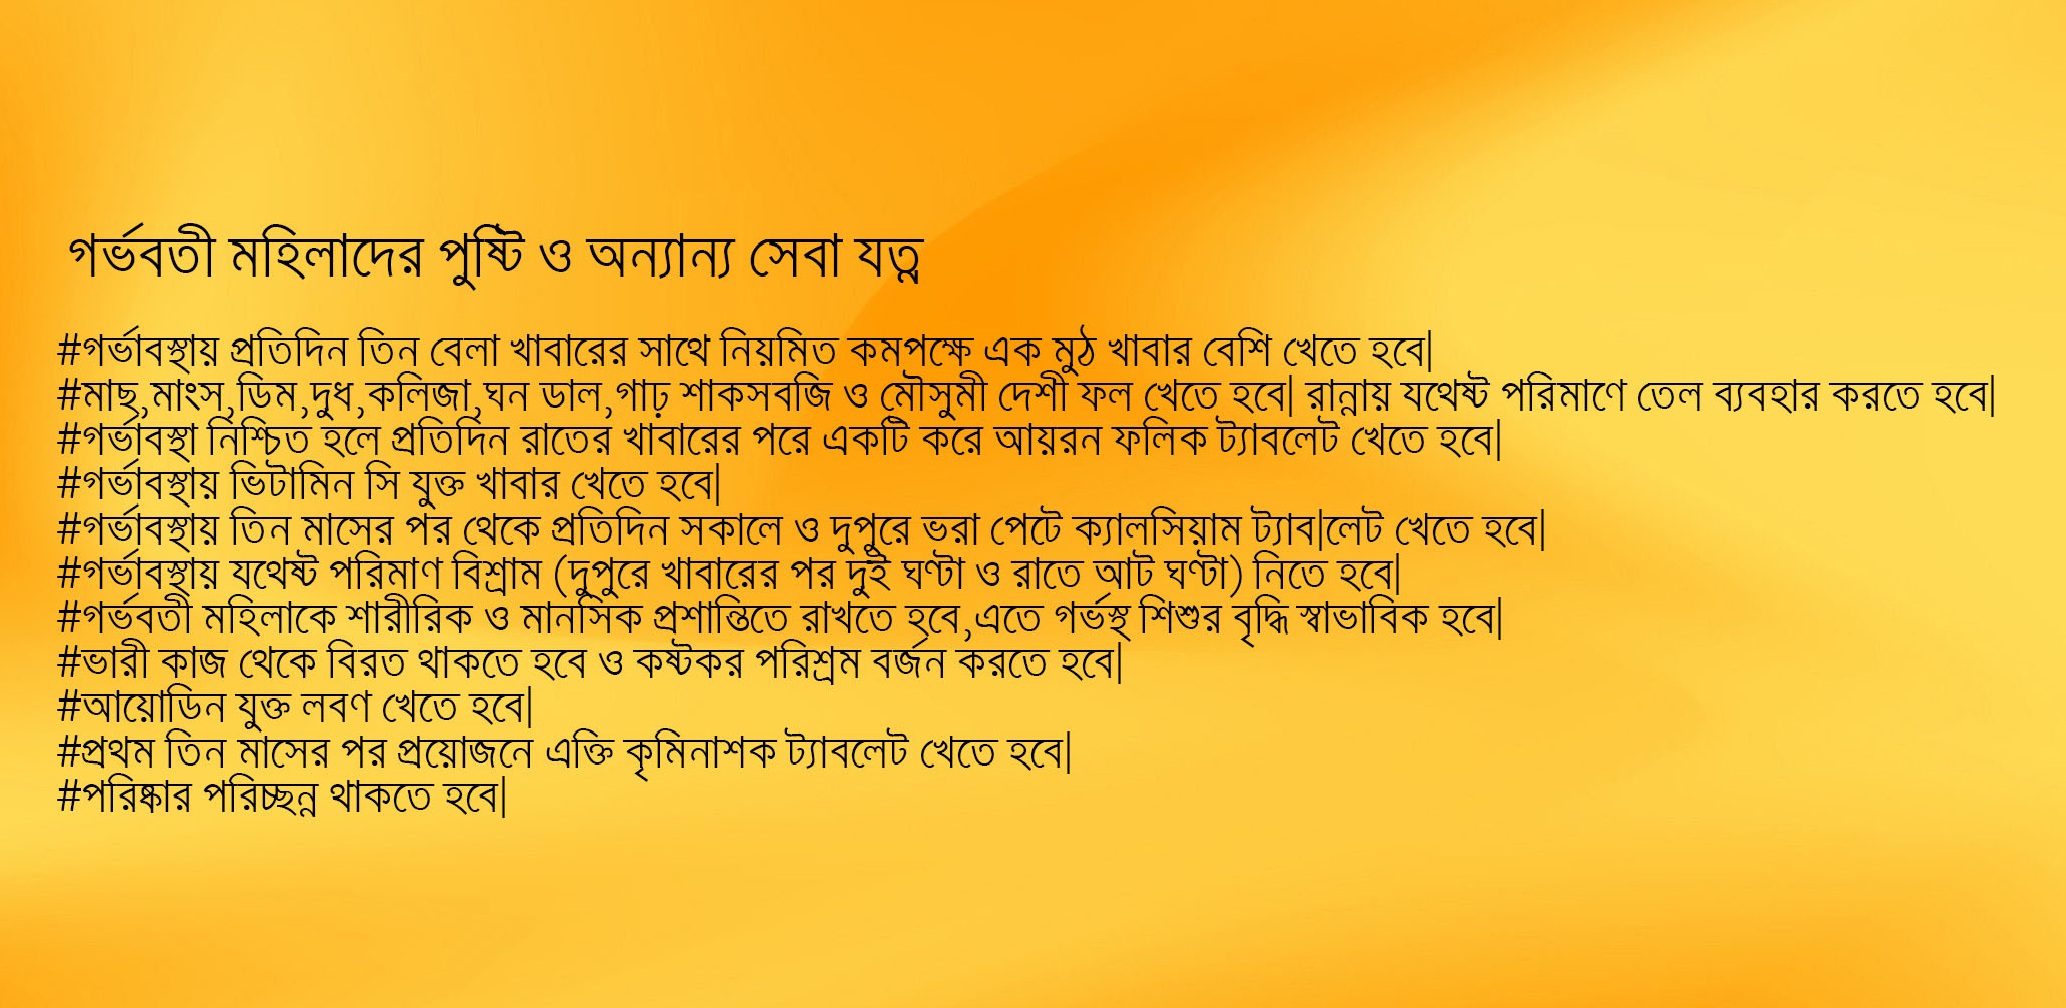 গর্ভবতী মহিলাদের পুষ্টি ও অন্যান্য সেবা যত্ন
#গর্ভাবস্থায় প্রতিদিন তিন বেলা খাবারের সাথে নিয়মিত কমপক্ষে এক মুঠ খাবার বেশি খেতে হবে|
#মাছ,মাংস,ডিম,দুধ,কলিজা,ঘন ডাল,গাঢ় শাকসবজি ও মৌসুমী দেশী ফল খেতে হবে| রান্নায় যথেষ্ট পরিমাণে তেল ব্যবহার করতে হবে|
#গর্ভাবস্থা নিশ্চিত হলে প্রতিদিন রাতের খাবারের পরে একটি করে আয়রন ফলিক ট্যাবলেট খেতে হবে|
#গর্ভাবস্থায় ভিটামিন সি যুক্ত খাবার খেতে হবে|
#গর্ভাবস্থায় তিন মাসের পর থেকে প্রতিদিন সকালে ও দুপুরে ভরা পেটে ক্যালসিয়াম ট্যাব|লেট খেতে হবে|
#গর্ভাবস্থায় যথেষ্ট পরিমাণ বিশ্রাম (দুপুরে খাবারের পর দুই ঘণ্টা ও রাতে আট ঘণ্টা) নিতে হবে|
#গর্ভবতী মহিলাকে শারীরিক ও মানসিক প্রশান্তিতে রাখতে হবে,এতে গর্ভস্থ শিশুর বৃদ্ধি স্বাভাবিক হবে|
#ভারী কাজ থেকে বিরত থাকতে হবে ও কষ্টকর পরিশ্রম বর্জন করতে হবে|
#আয়োডিন যুক্ত লবণ খেতে হবে|
#প্রথম তিন মাসের পর প্রয়োজনে এক্তি কৃমিনাশক ট্যাবলেট খেতে হবে|
#পরিষ্কার পরিচ্ছন্ন থাকতে হবে|